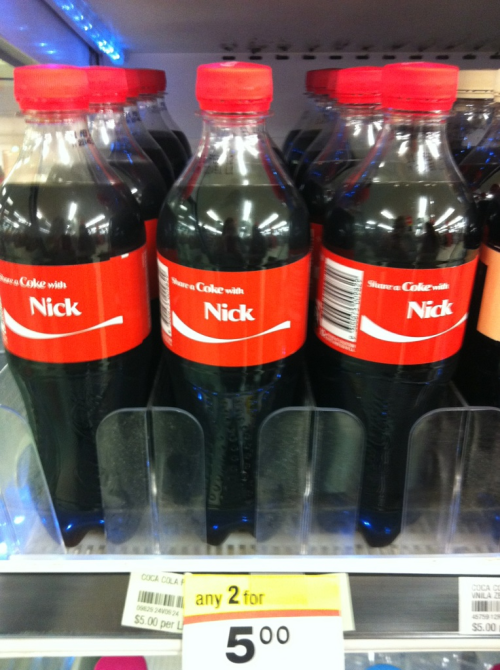 Share a Coke with
Nick
Share a Coke with
Nick
Share a Coke with
Nick
COCA COLA
$5.00 per L
any 2 for
5 00
COCA CO
VNILA ZE
$5.00